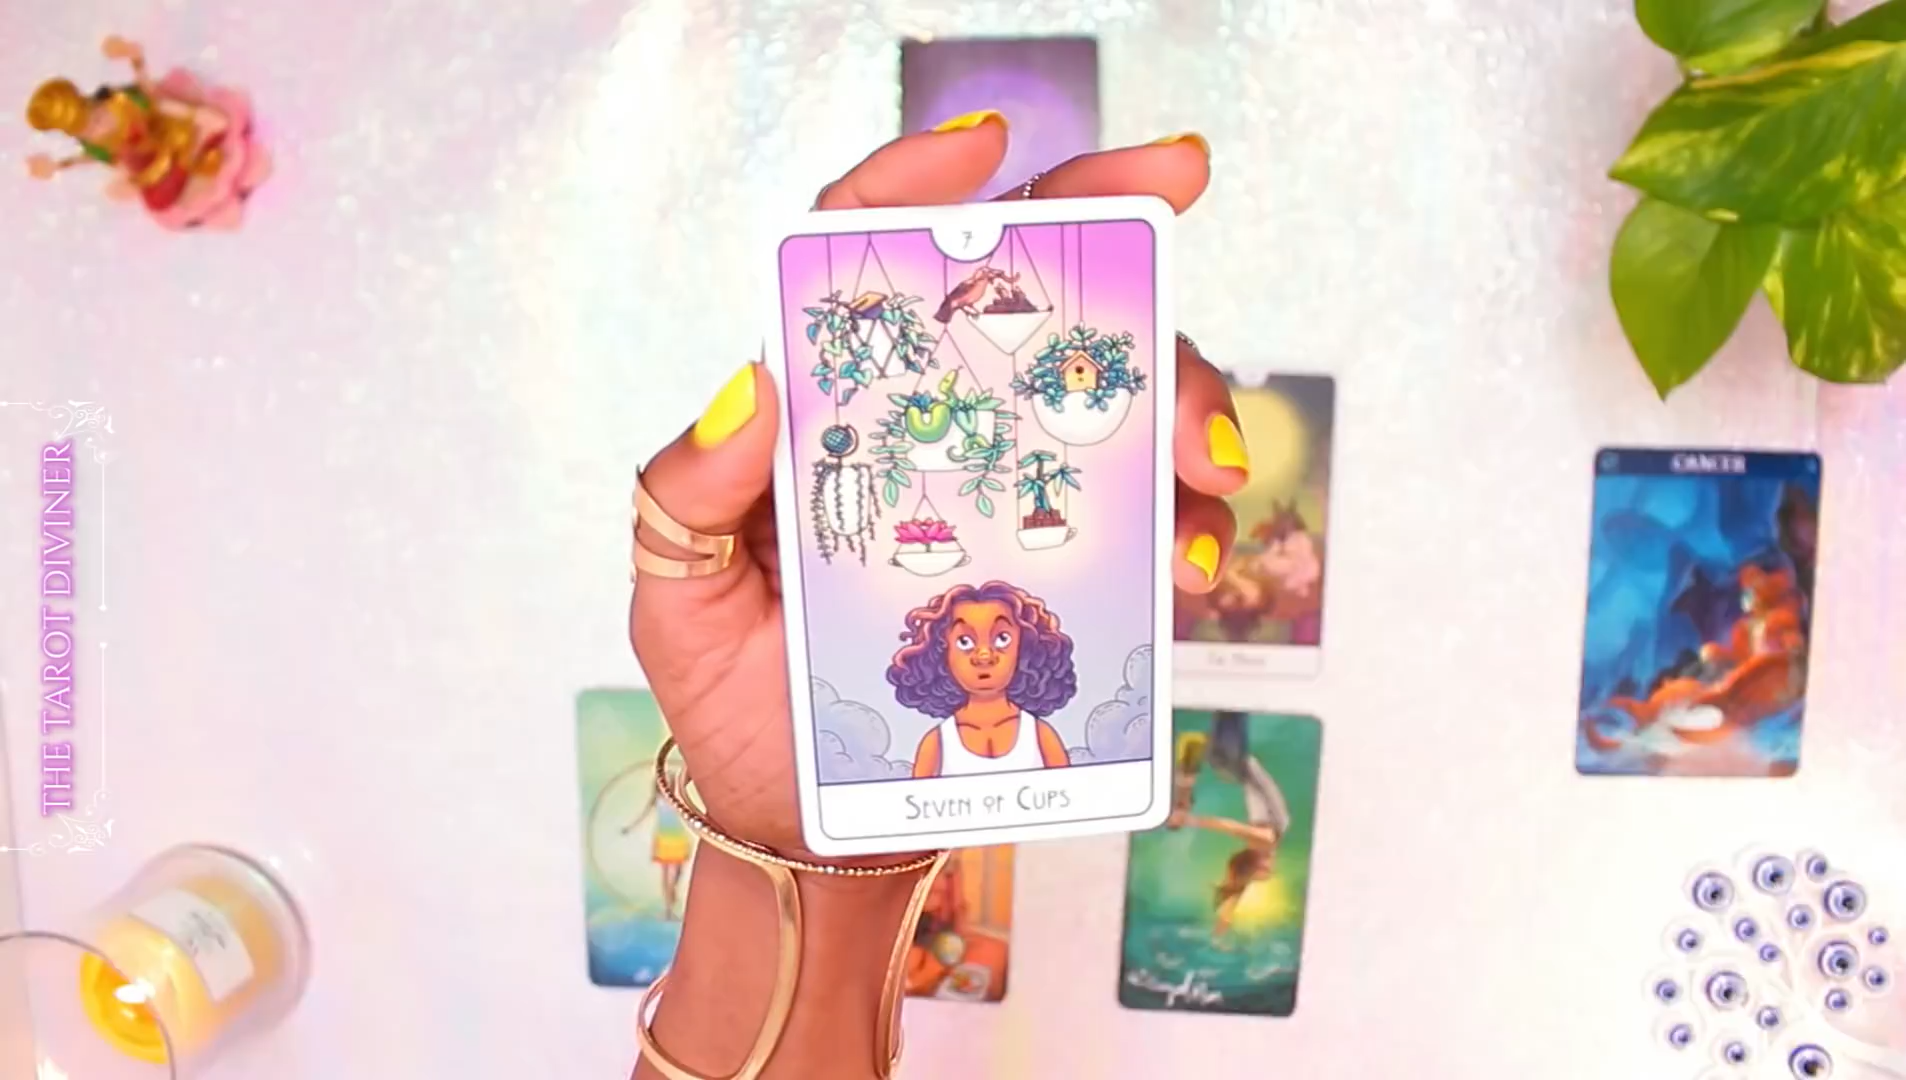 THE TAROT DIVINER
7
SEVEN OF CUPS
CANCER